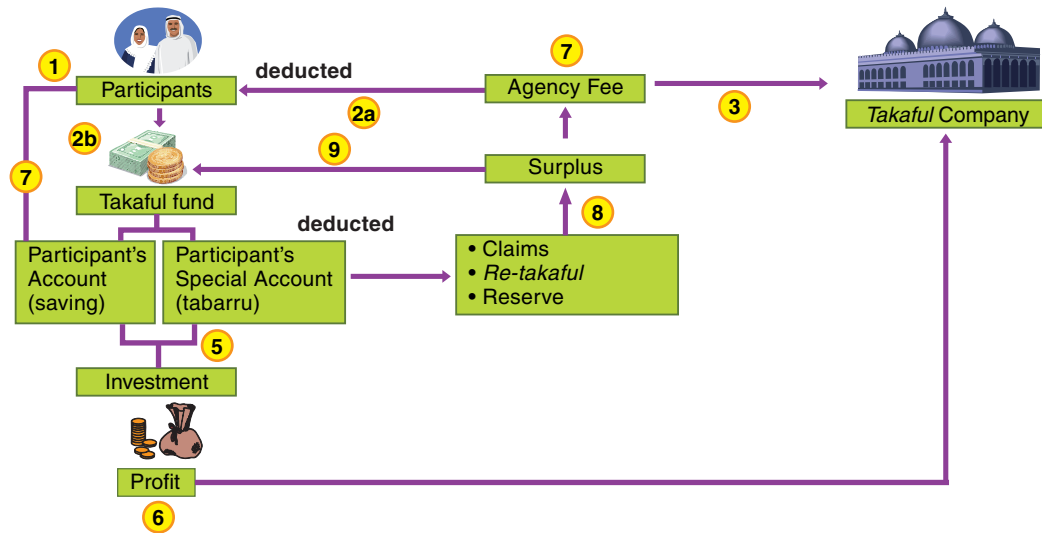 1
Participants
deducted
2a
7
Agency Fee
3
Takaful Company
2b
9
Surplus
7
Takaful fund
deducted
8
Participant's
Account
(saving)
Participant's
Special Account
(tabarru)
• Claims
• Re-takaful
• Reserve
5
Investment
Profit
6